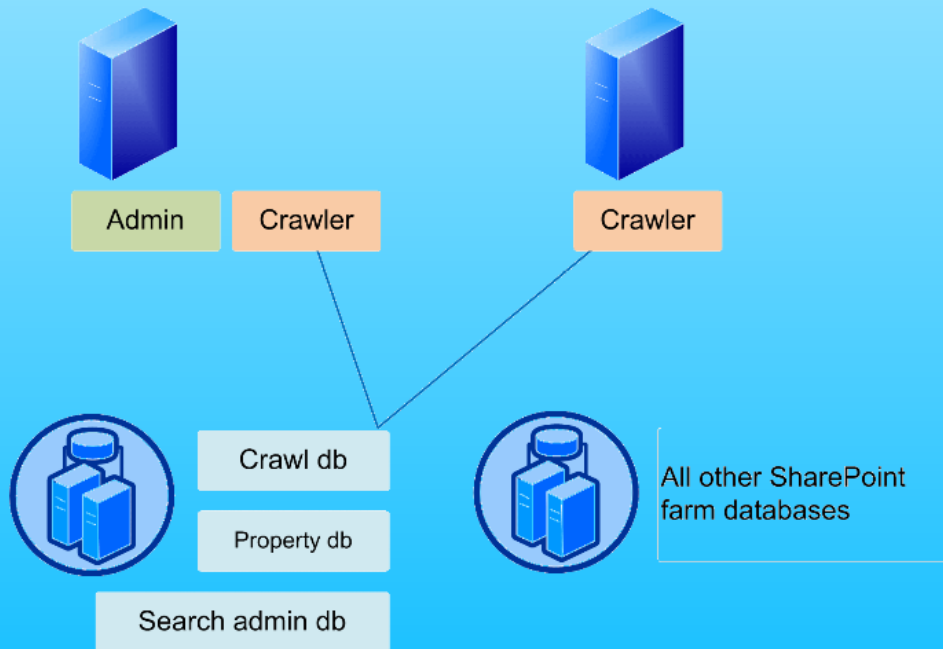 Admin
Crawler
Crawler
Crawl db
Property db
Search admin db
All other SharePoint
farm databases